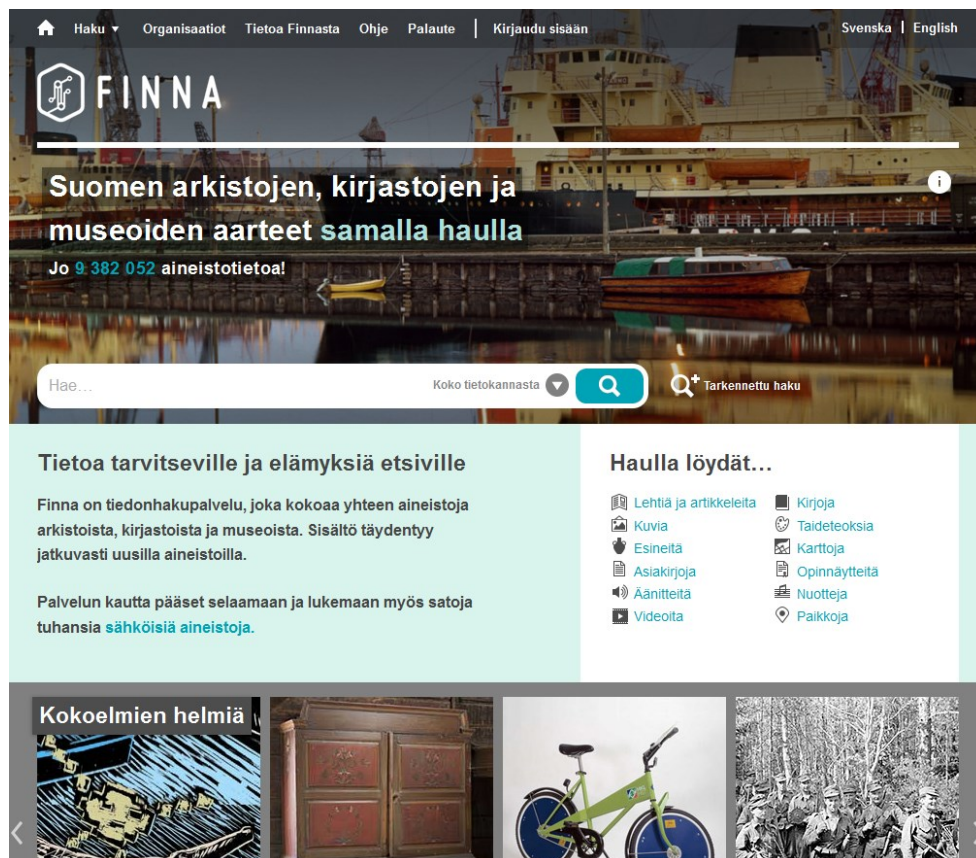 Haku Organisaatiot Tietoa Finnasta Ohje Palaute Kirjaudu sisään Svenska English
FINNA
Suomen arkistojen, kirjastojen ja
museoiden aarteet samalla haulla
Jo 9 382 052 aineistotietoa!
Hae... Koko tietokannasta Tarkennettu haku
Tietoa tarvitseville ja elämyksiä etsiville
Finna on tiedonhakupalvelu, joka kokoaa yhteen aineistoja
arkistoista, kirjastoista ja museoista. Sisältö täydentyy
jatkuvasti uusilla aineistoilla.
Palvelun kautta pääset selaamaan ja lukemaan myös satoja
tuhansia sähköisiä aineistoja.
Haulla löydät...
Lehtiä ja artikkeleita Kirjoja
Kuvia Taideteoksia
Esineitä Karttoja
Asiakirjoja Opinnäytteitä
Äänitteitä Nuotteja
Videoita Paikkoja
Kokoelmien helmiä